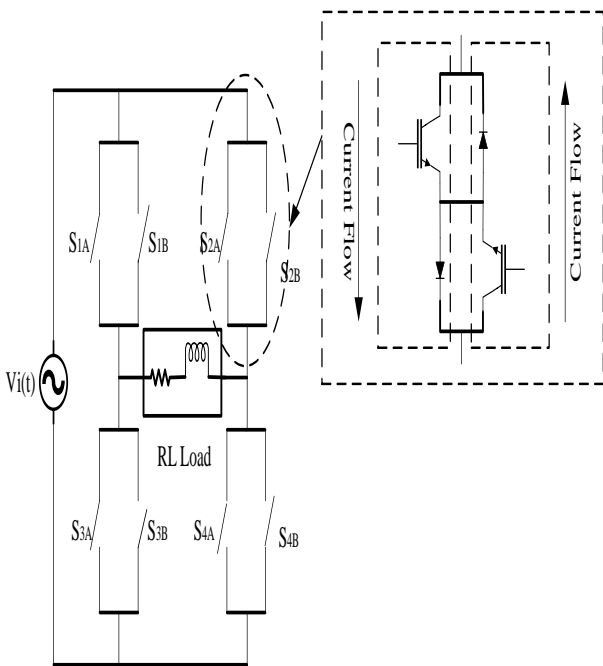 Current Flow
Current Flow
S1A
S1B
S2A
S2B
Vi(t)
RL Load
S3A
S3B
S4A
S4B